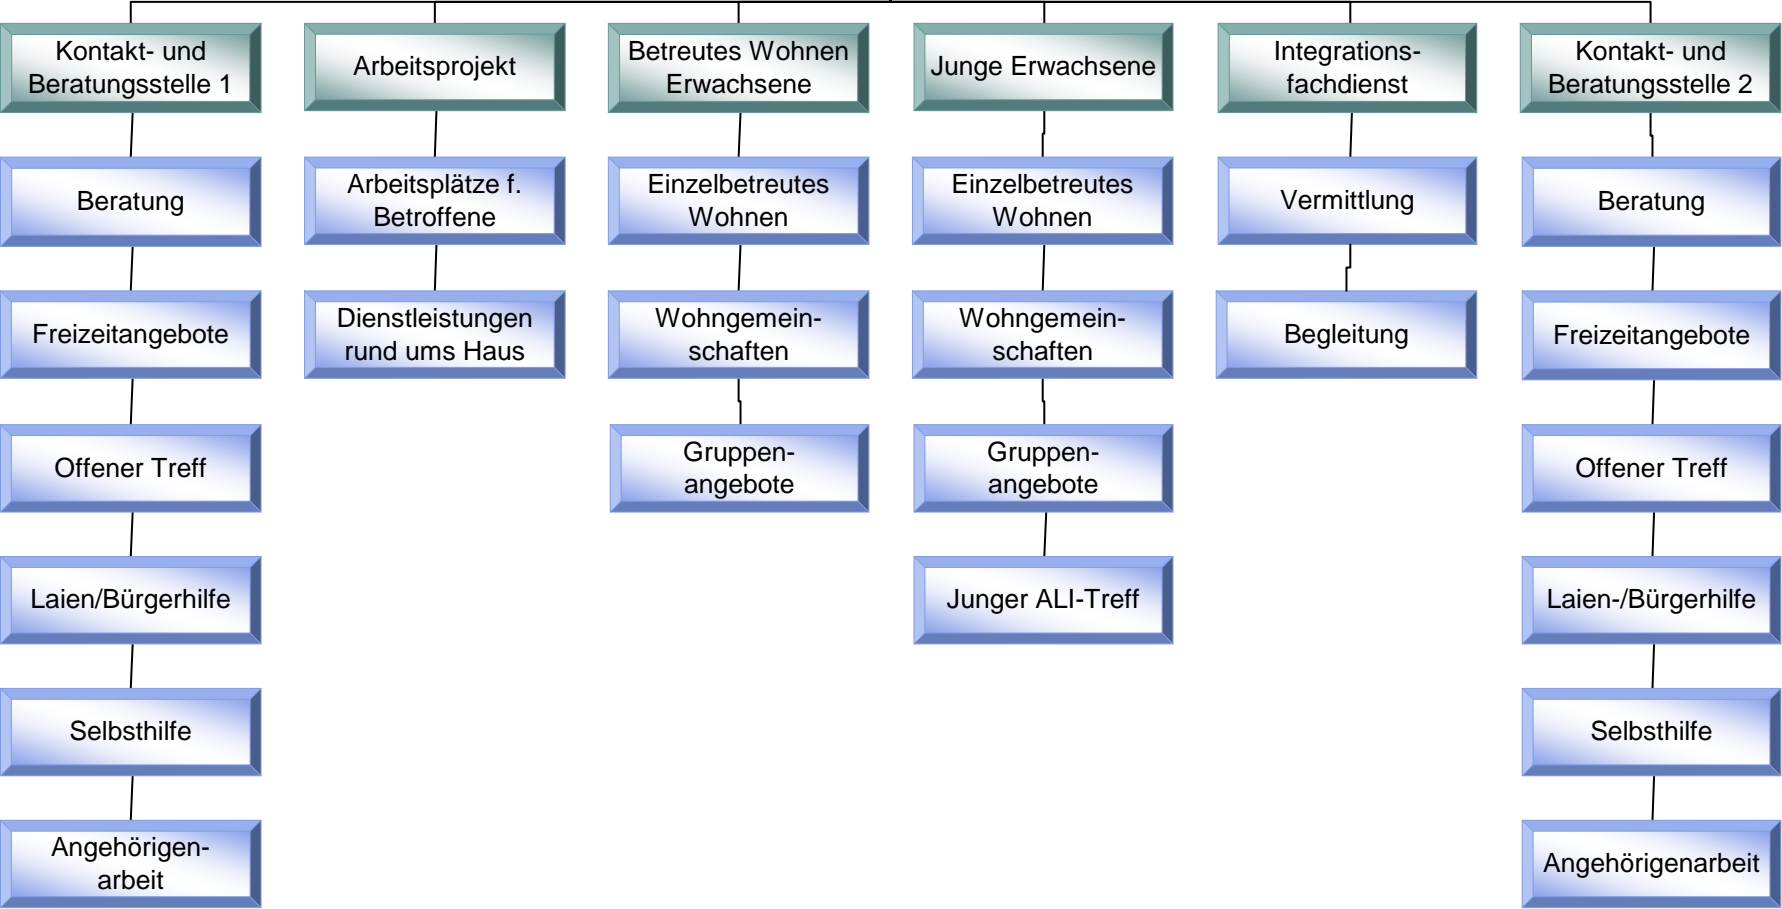 Kontakt- und
Beratungsstelle 1
Arbeitsprojekt
Betreutes Wohnen
Erwachsene
Junge Erwachsene
Integrations-
fachdienst
Kontakt- und
Beratungsstelle 2
Beratung
Arbeitsplätze f.
Betroffene
Einzelbetreutes
Wohnen
Einzelbetreutes
Wohnen
Vermittlung
Beratung
Freizeitangebote
Dienstleistungen
rund ums Haus
Wohngemein-
schaften
Wohngemein-
schaften
Begleitung
Freizeitangebote
Offener Treff
Gruppen-
angebote
Gruppen-
angebote
Offener Treff
Laien/Bürgerhilfe
Junger ALI-Treff
Laien-/Bürgerhilfe
Selbsthilfe
Selbsthilfe
Angehörigen-
arbeit
Angehörigenarbeit